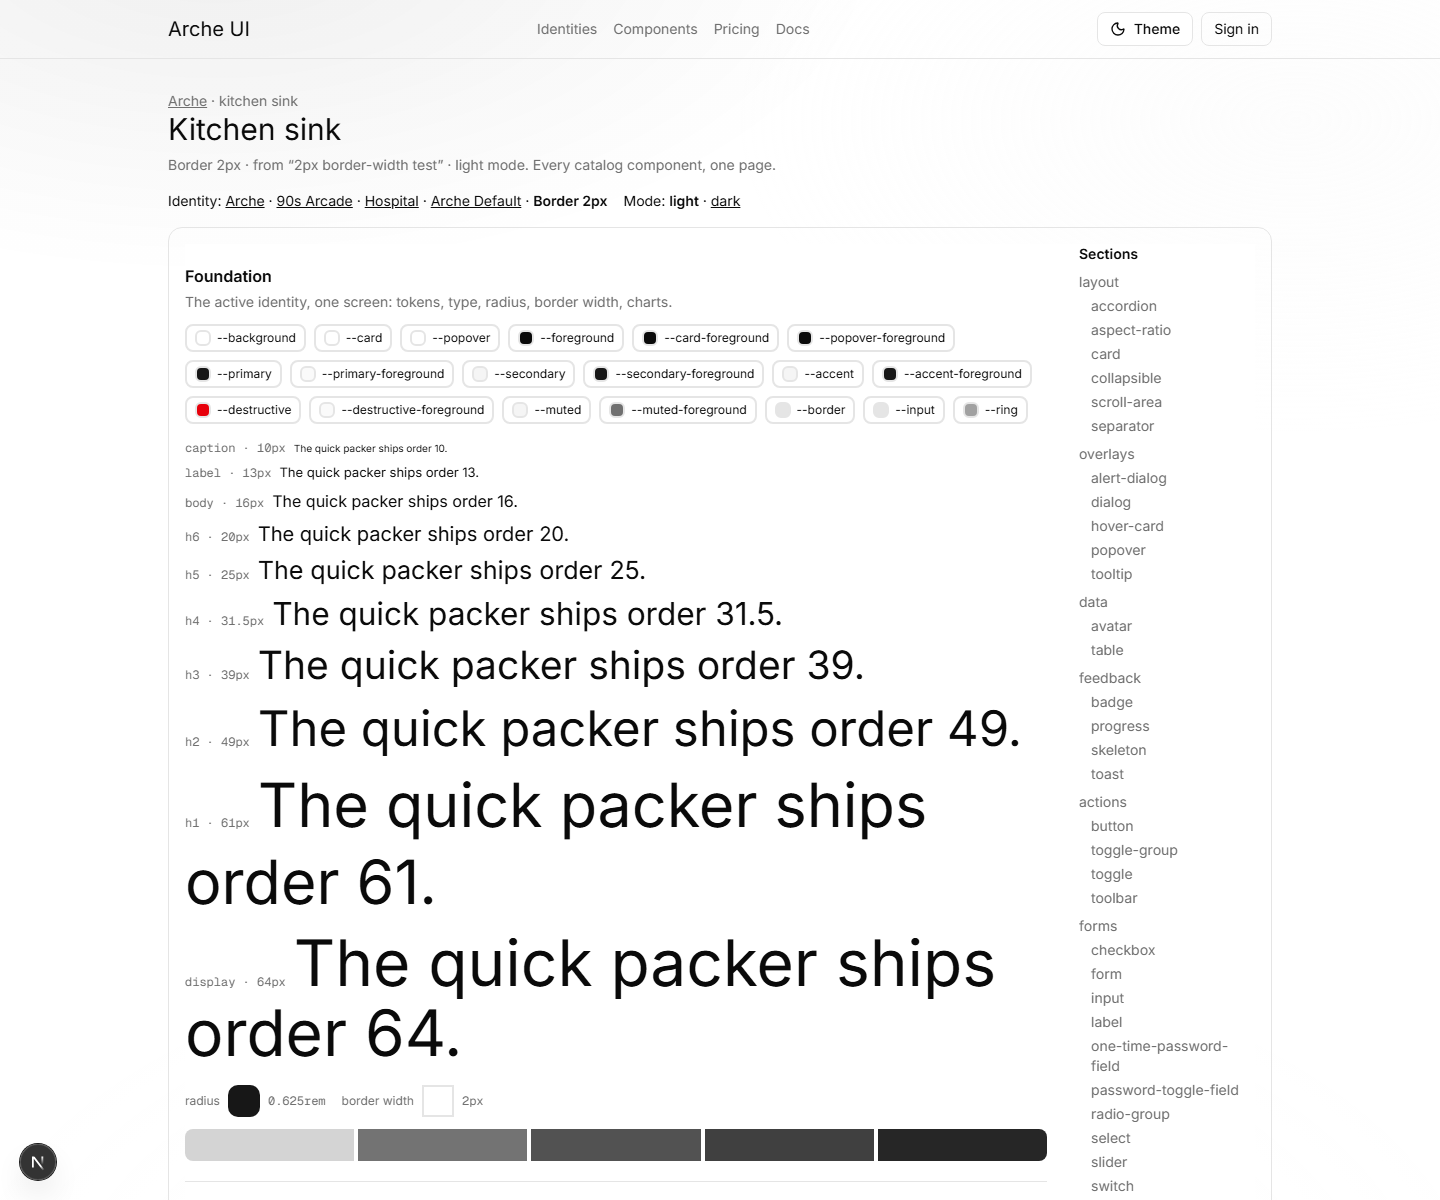 Arche UI
Identities
Components
Pricing
Docs
Theme
Sign in
Arche · kitchen sink
Kitchen sink
Border 2px · from “2px border-width test” · light mode. Every catalog component, one page.
Identity: Arche · 90s Arcade · Hospital · Arche Default · Border 2px Mode: light · dark
Foundation
The active identity, one screen: tokens, type, radius, border width, charts.
--background --card --popover --foreground --card-foreground --popover-foreground
--primary --primary-foreground --secondary --secondary-foreground --accent --accent-foreground
--destructive --destructive-foreground --muted --muted-foreground --border --input --ring
caption · 10px The quick packer ships order 10.
label · 13px The quick packer ships order 13.
body · 16px The quick packer ships order 16.
h6 · 20px The quick packer ships order 20.
h5 · 25px The quick packer ships order 25.
h4 · 31.5px The quick packer ships order 31.5.
h3 · 39px The quick packer ships order 39.
h2 · 49px The quick packer ships order 49.
h1 · 61px The quick packer ships
order 61.
display · 64px The quick packer ships
order 64.
radius 0.625rem border width 2px
Sections
layout
accordion
aspect-ratio
card
collapsible
scroll-area
separator
overlays
alert-dialog
dialog
hover-card
popover
tooltip
data
avatar
table
feedback
badge
progress
skeleton
toast
actions
button
toggle-group
toggle
toolbar
forms
checkbox
form
input
label
one-time-password-
field
password-toggle-field
radio-group
select
slider
switch
N